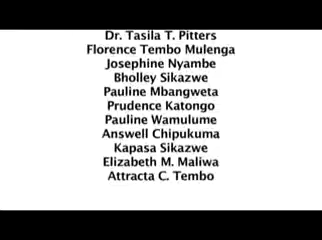 Dr. Tasila T. Pitters
Florence Tembo Mulenga
Josephine Nyambe
Bholley Sikazwe
Pauline Mbangweta
Prudence Katongo
Pauline Wamulume
Answell Chipukuma
Kapasa Sikazwe
Elizabeth M. Maliwa
Attracta C. Tembo